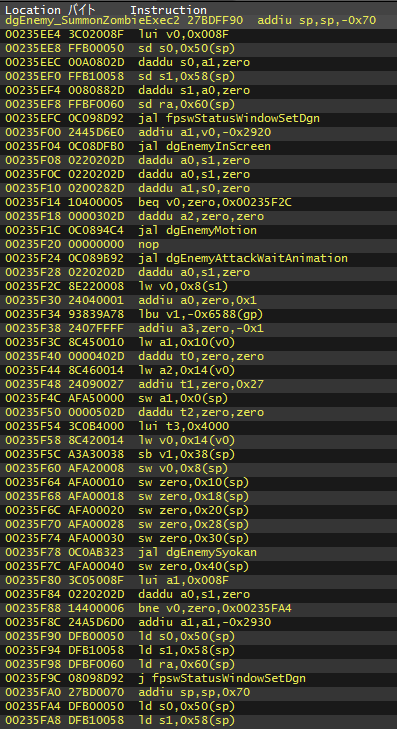 Location バイト Instruction
dgEnemy_SummonZombieExec2 27BDFF90 addiu sp,sp,-0x70
00235EE4 3C02008F lui v0,0x008F
00235EE8 FFB00050 sd s0,0x50(sp)
00235EEC 00A0802D daddu s0,a1,zero
00235EF0 FFB10058 sd s1,0x58(sp)
00235EF4 0080882D daddu s1,a0,zero
00235EF8 FFBF0060 sd ra,0x60(sp)
00235EFC 0C098D92 jal fpswStatusWindowSetDgn
00235F00 2445D6E0 addiu a1,v0,-0x2920
00235F04 0C08DFB0 jal dgEnemyInScreen
00235F08 0220202D daddu a0,s1,zero
00235F0C 0220202D daddu a0,s1,zero
00235F10 0200282D daddu a1,s0,zero
00235F14 10400005 beq v0,zero,0x00235F2C
00235F18 0000302D daddu a2,zero,zero
00235F1C 0C0894C4 jal dgEnemyMotion
00235F20 00000000 nop
00235F24 0C089B92 jal dgEnemyAttackWaitAnimation
00235F28 0220202D daddu a0,s1,zero
00235F2C 8E220008 lw v0,0x8(s1)
00235F30 24040001 addiu a0,zero,0x1
00235F34 93839A78 lbu v1,-0x6588(gp)
00235F38 2407FFFF addiu a3,zero,-0x1
00235F3C 8C450010 lw a1,0x10(v0)
00235F40 0000402D daddu t0,zero,zero
00235F44 8C460014 lw a2,0x14(v0)
00235F48 24090027 addiu t1,zero,0x27
00235F4C AFA50000 sw a1,0x0(sp)
00235F50 0000502D daddu t2,zero,zero
00235F54 3C0B4000 lui t3,0x4000
00235F58 8C420014 lw v0,0x14(v0)
00235F5C A3A30038 sb v1,0x38(sp)
00235F60 AFA20008 sw v0,0x8(sp)
00235F64 AFA00010 sw zero,0x10(sp)
00235F68 AFA00018 sw zero,0x18(sp)
00235F6C AFA00020 sw zero,0x20(sp)
00235F70 AFA00028 sw zero,0x28(sp)
00235F74 AFA00030 sw zero,0x30(sp)
00235F78 0C0AB323 jal dgEnemySyokan
00235F7C AFA00040 sw zero,0x40(sp)
00235F80 3C05008F lui a1,0x008F
00235F84 0220202D daddu a0,s1,zero
00235F88 14400006 bne v0,zero,0x00235FA4
00235F8C 24A5D6D0 addiu a1,a1,-0x2930
00235F90 DFB00050 ld s0,0x50(sp)
00235F94 DFB10058 ld s1,0x58(sp)
00235F98 DFBF0060 ld ra,0x60(sp)
00235F9C 08098D92 j fpswStatusWindowSetDgn
00235FA0 27BD0070 addiu sp,sp,0x70
00235FA4 DFB00050 ld s0,0x50(sp)
00235FA8 DFB10058 ld s1,0x58(sp)